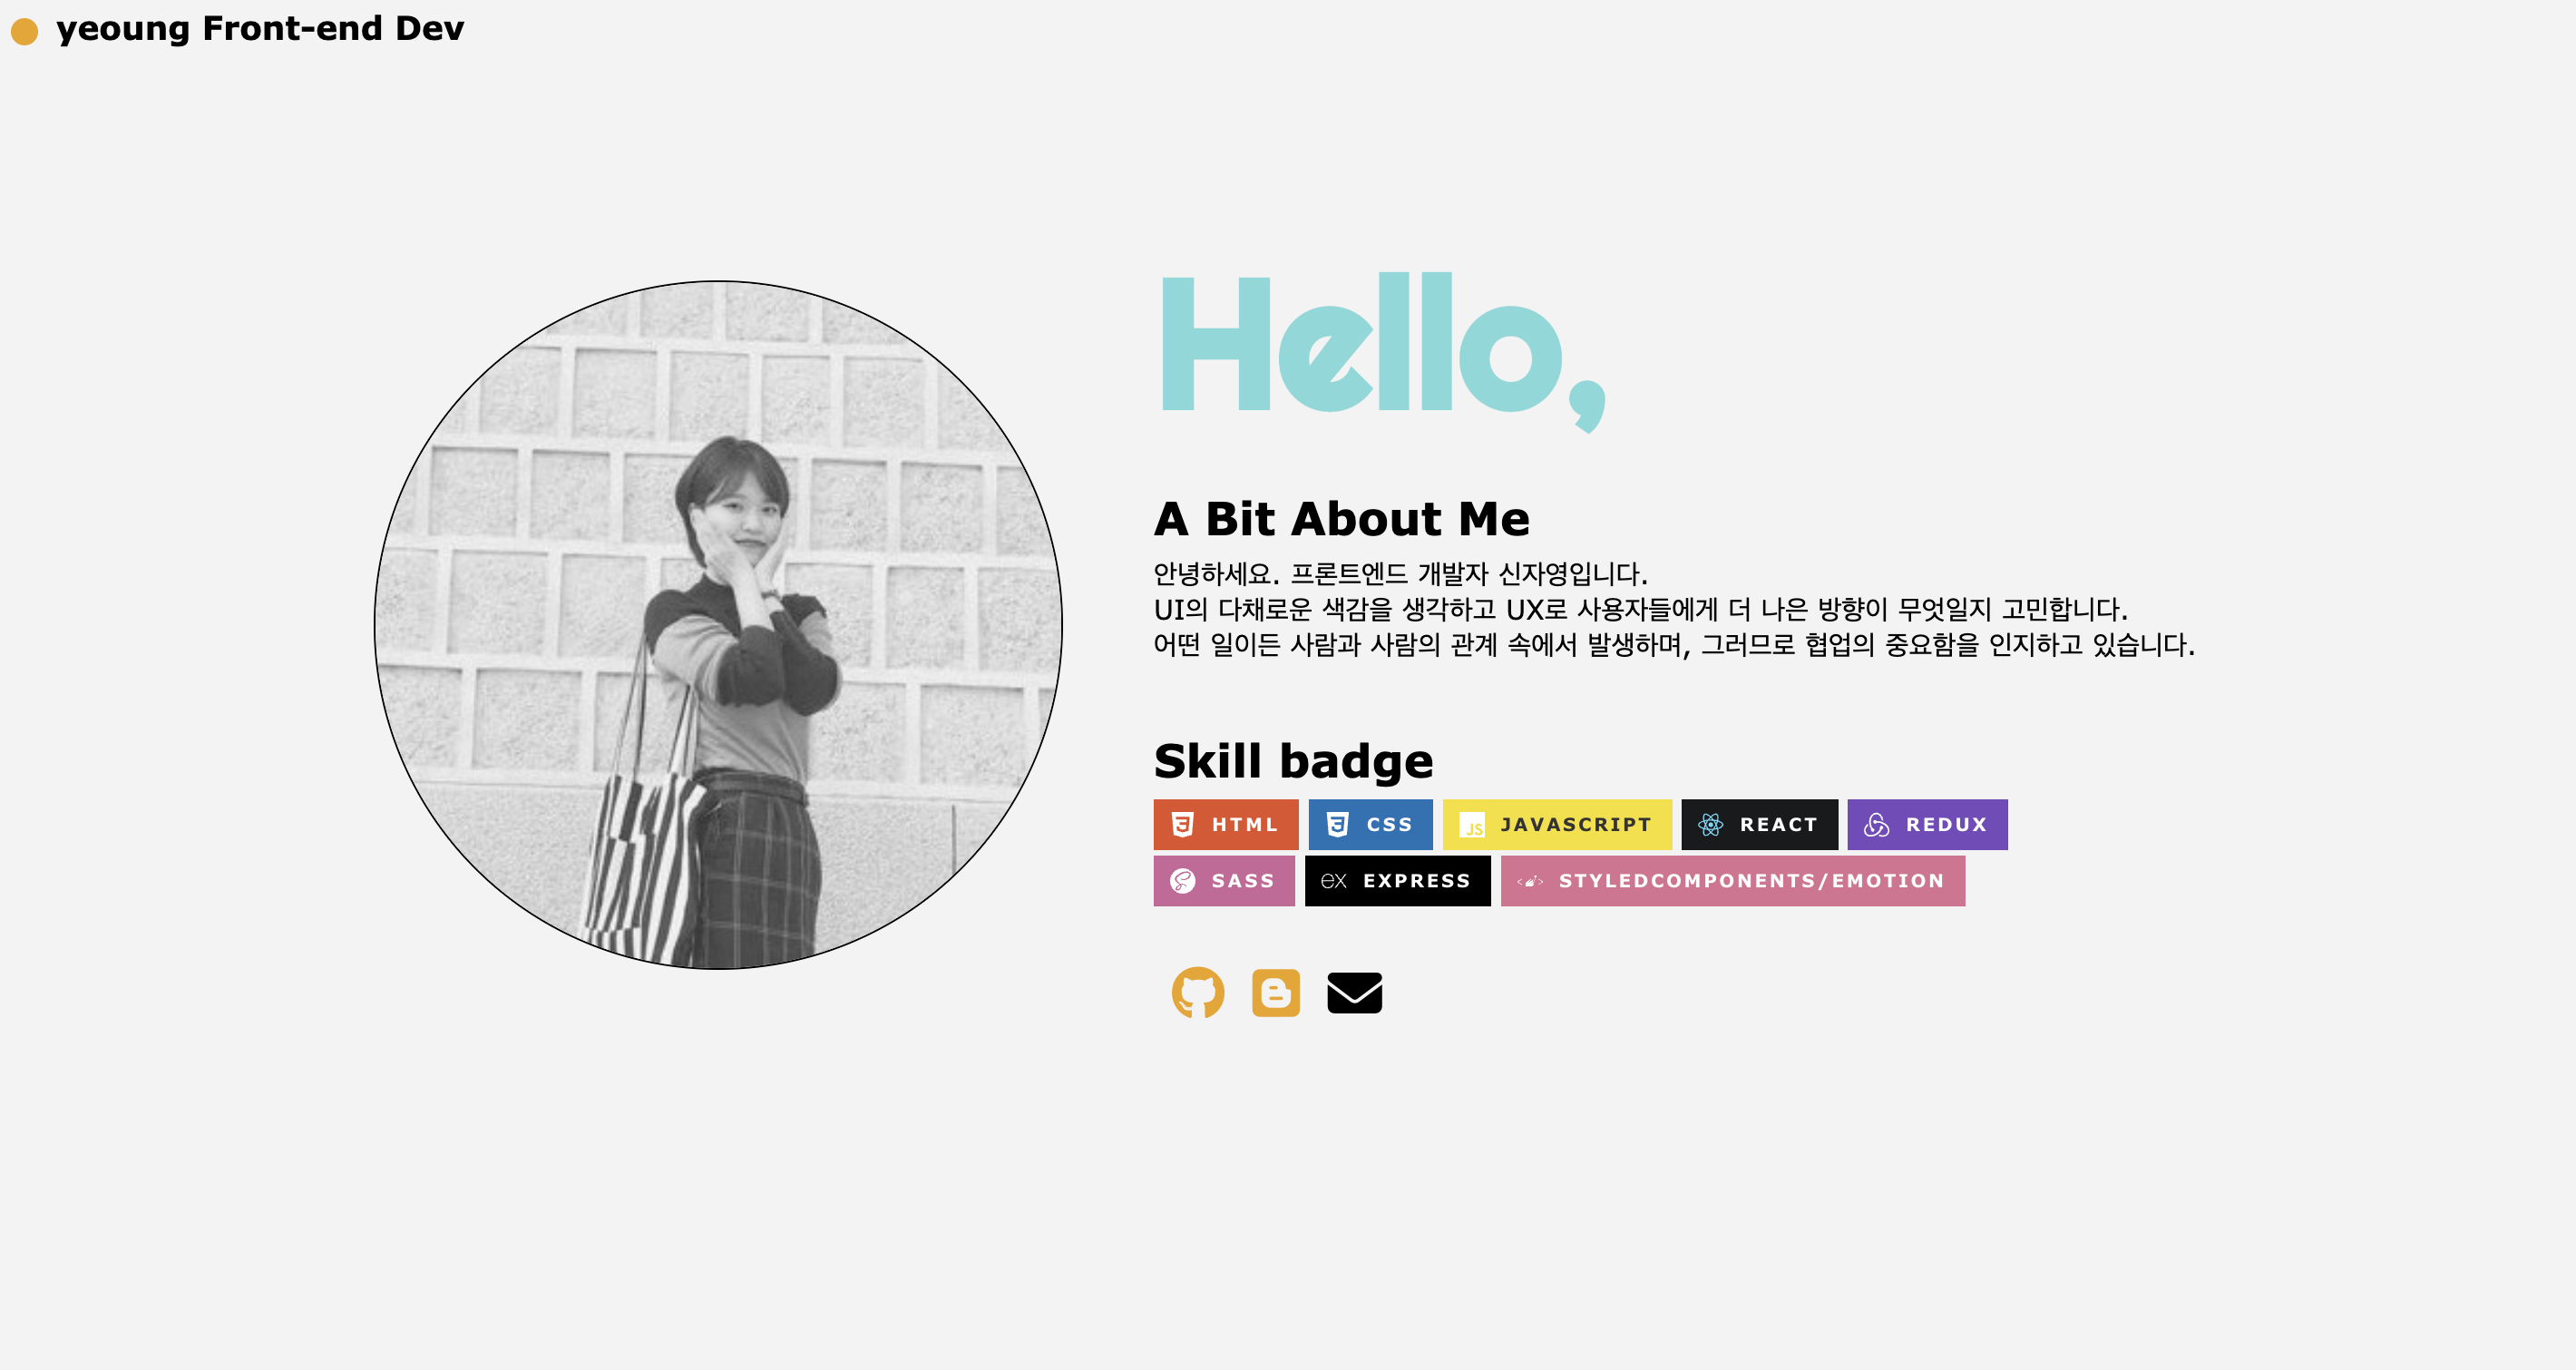 yeoung Front-end Dev
Hello,
A Bit About Me
안녕하세요. 프론트엔드 개발자 신자영입니다.
UI의 다채로운 색감을 생각하고 UX로 사용자들에게 더 나은 방향이 무엇일지 고민합니다.
어떤 일이든 사람과 사람의 관계 속에서 발생하며, 그러므로 협업의 중요함을 인지하고 있습니다.
Skill badge
HTML CSS JS JAVASCRIPT REACT REDUX
SASS ex EXPRESS STYLEDCOMPONENTS/EMOTION